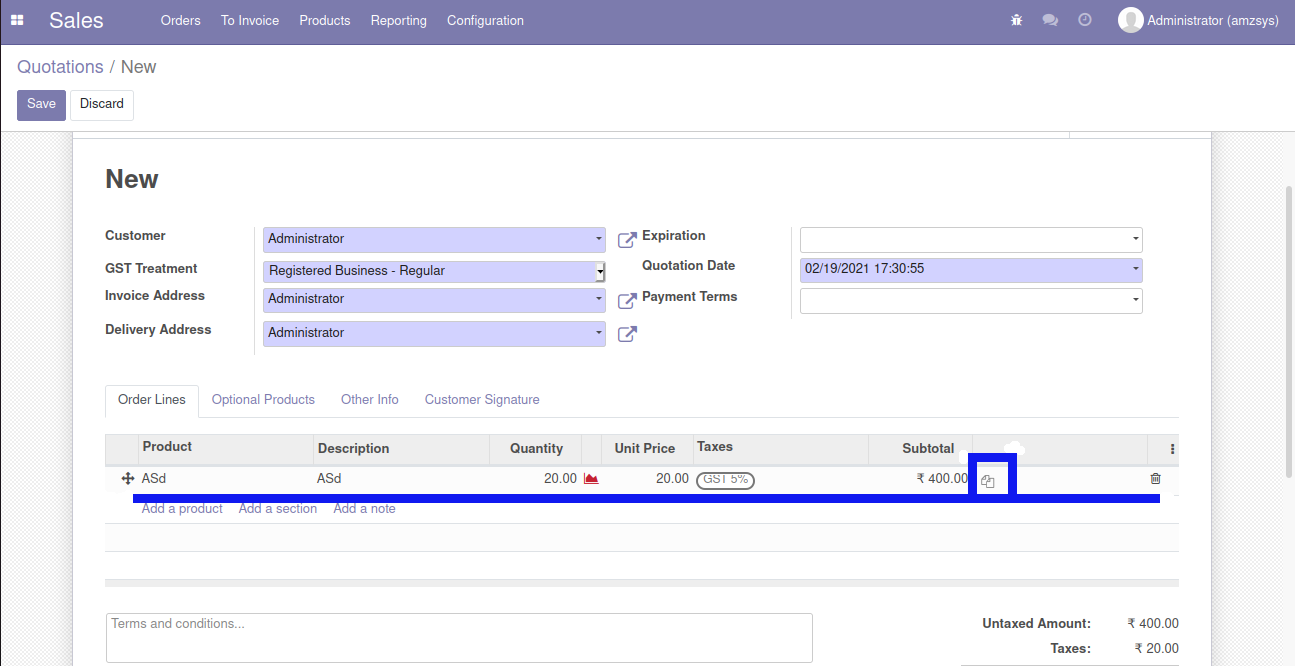 Sales Orders To Invoice Products Reporting Configuration Administrator (amzsys)
Quotations / New
Save Discard
New
Customer Administrator Expiration
GST Treatment Registered Business - Regular Quotation Date 02/19/2021 17:30:55
Invoice Address Administrator Payment Terms
Delivery Address Administrator
Order Lines Optional Products Other Info Customer Signature
Product Description Quantity Unit Price Taxes Subtotal
ASd ASd 20.00 20.00 GST 5% ₹ 400.00
Add a product Add a section Add a note
Terms and conditions... Untaxed Amount: ₹ 400.00
Taxes: ₹ 20.00